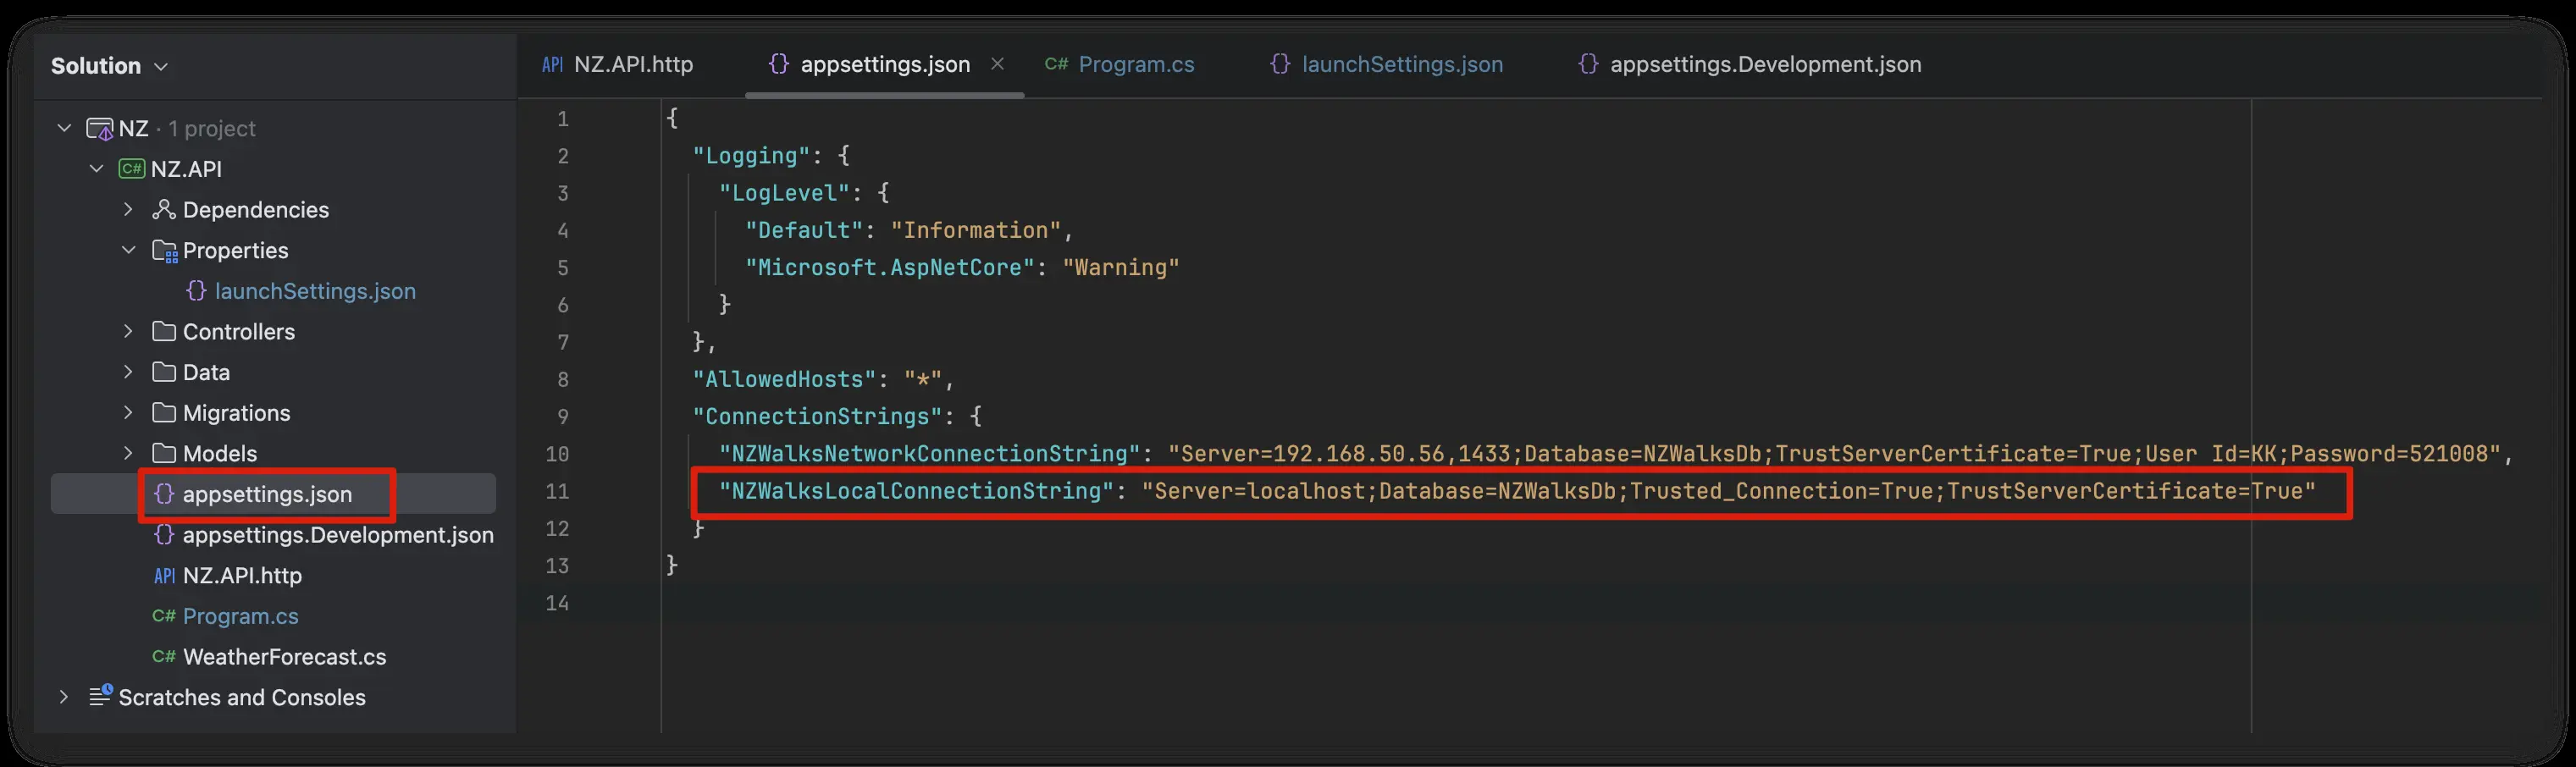 Solution
NZ · 1 project
NZ.API
Dependencies
Properties
launchSettings.json
Controllers
Data
Migrations
Models
appsettings.json
appsettings.Development.json
API NZ.API.http
C# Program.cs
C# WeatherForecast.cs
Scratches and Consoles
API NZ.API.http {} appsettings.json × C# Program.cs {} launchSettings.json {} appsettings.Development.json
1 {
2 "Logging": {
3 "LogLevel": {
4 "Default": "Information",
5 "Microsoft.AspNetCore": "Warning"
6 }
7 },
8 "AllowedHosts": "*",
9 "ConnectionStrings": {
10 "NZWalksNetworkConnectionString": "Server=192.168.50.56,1433;Database=NZWalksDb;TrustServerCertificate=True;User Id=KK;Password=521008",
11 "NZWalksLocalConnectionString": "Server=localhost;Database=NZWalksDb;Trusted_Connection=True;TrustServerCertificate=True"
12 }
13 }
14